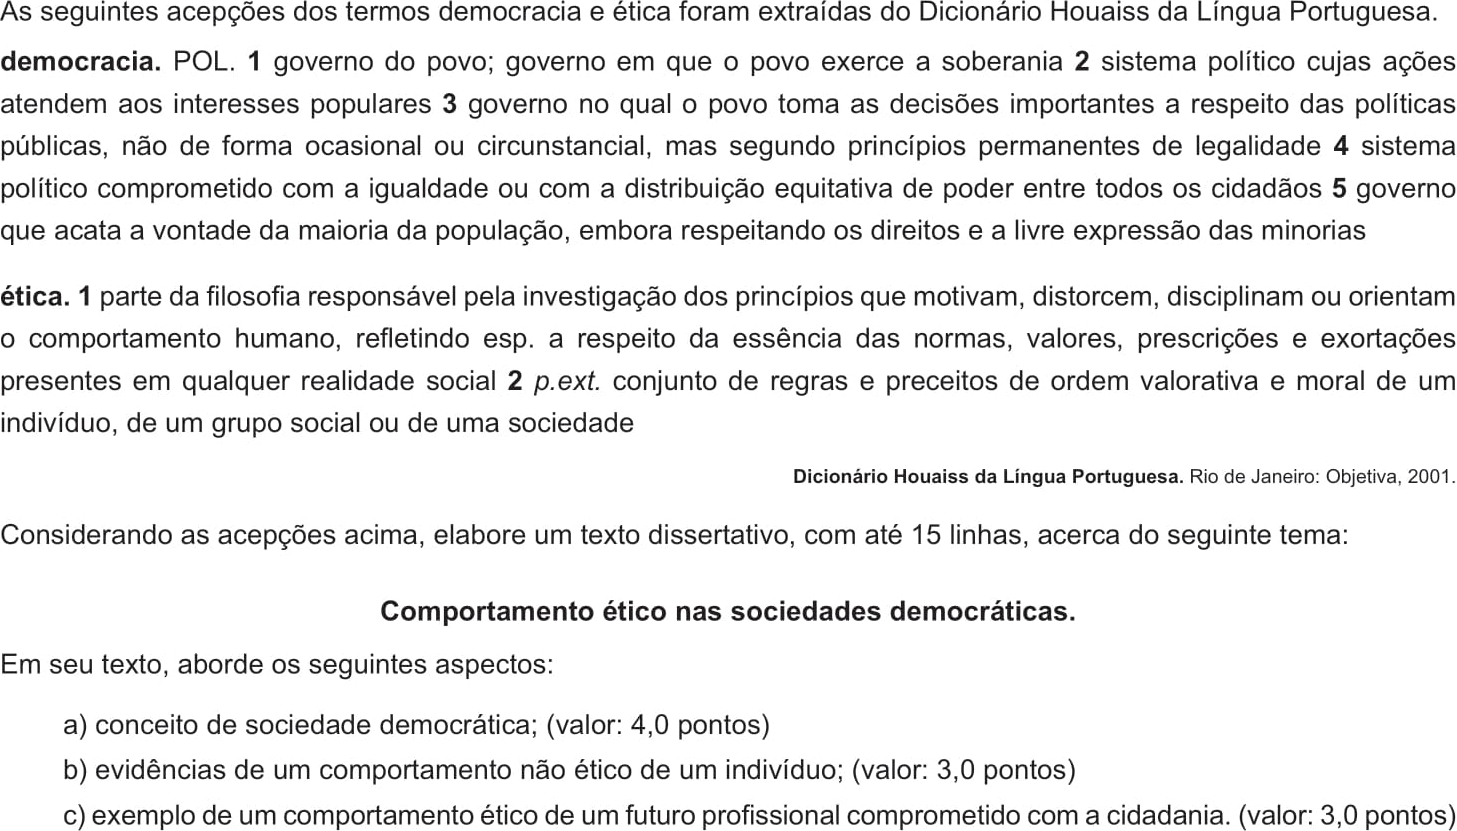 As seguintes acepções dos termos democracia e ética foram extraídas do Dicionário Houaiss da Língua Portuguesa.
democracia. POL. 1 governo do povo; governo em que o povo exerce a soberania 2 sistema político cujas ações
atendem aos interesses populares 3 governo no qual o povo toma as decisões importantes a respeito das políticas
públicas, não de forma ocasional ou circunstancial, mas segundo princípios permanentes de legalidade 4 sistema
político comprometido com a igualdade ou com a distribuição equitativa de poder entre todos os cidadãos 5 governo
que acata a vontade da maioria da população, embora respeitando os direitos e a livre expressão das minorias
ética. 1 parte da filosofia responsável pela investigação dos princípios que motivam, distorcem, disciplinam ou orientam
o comportamento humano, refletindo esp. a respeito da essência das normas, valores, prescrições e exortações
presentes em qualquer realidade social 2 p.ext. conjunto de regras e preceitos de ordem valorativa e moral de um
indivíduo, de um grupo social ou de uma sociedade
Dicionário Houaiss da Língua Portuguesa. Rio de Janeiro: Objetiva, 2001.
Considerando as acepções acima, elabore um texto dissertativo, com até 15 linhas, acerca do seguinte tema:
Comportamento ético nas sociedades democráticas.
Em seu texto, aborde os seguintes aspectos:
a) conceito de sociedade democrática; (valor: 4,0 pontos)
b) evidências de um comportamento não ético de um indivíduo; (valor: 3,0 pontos)
c) exemplo de um comportamento ético de um futuro profissional comprometido com a cidadania. (valor: 3,0 pontos)